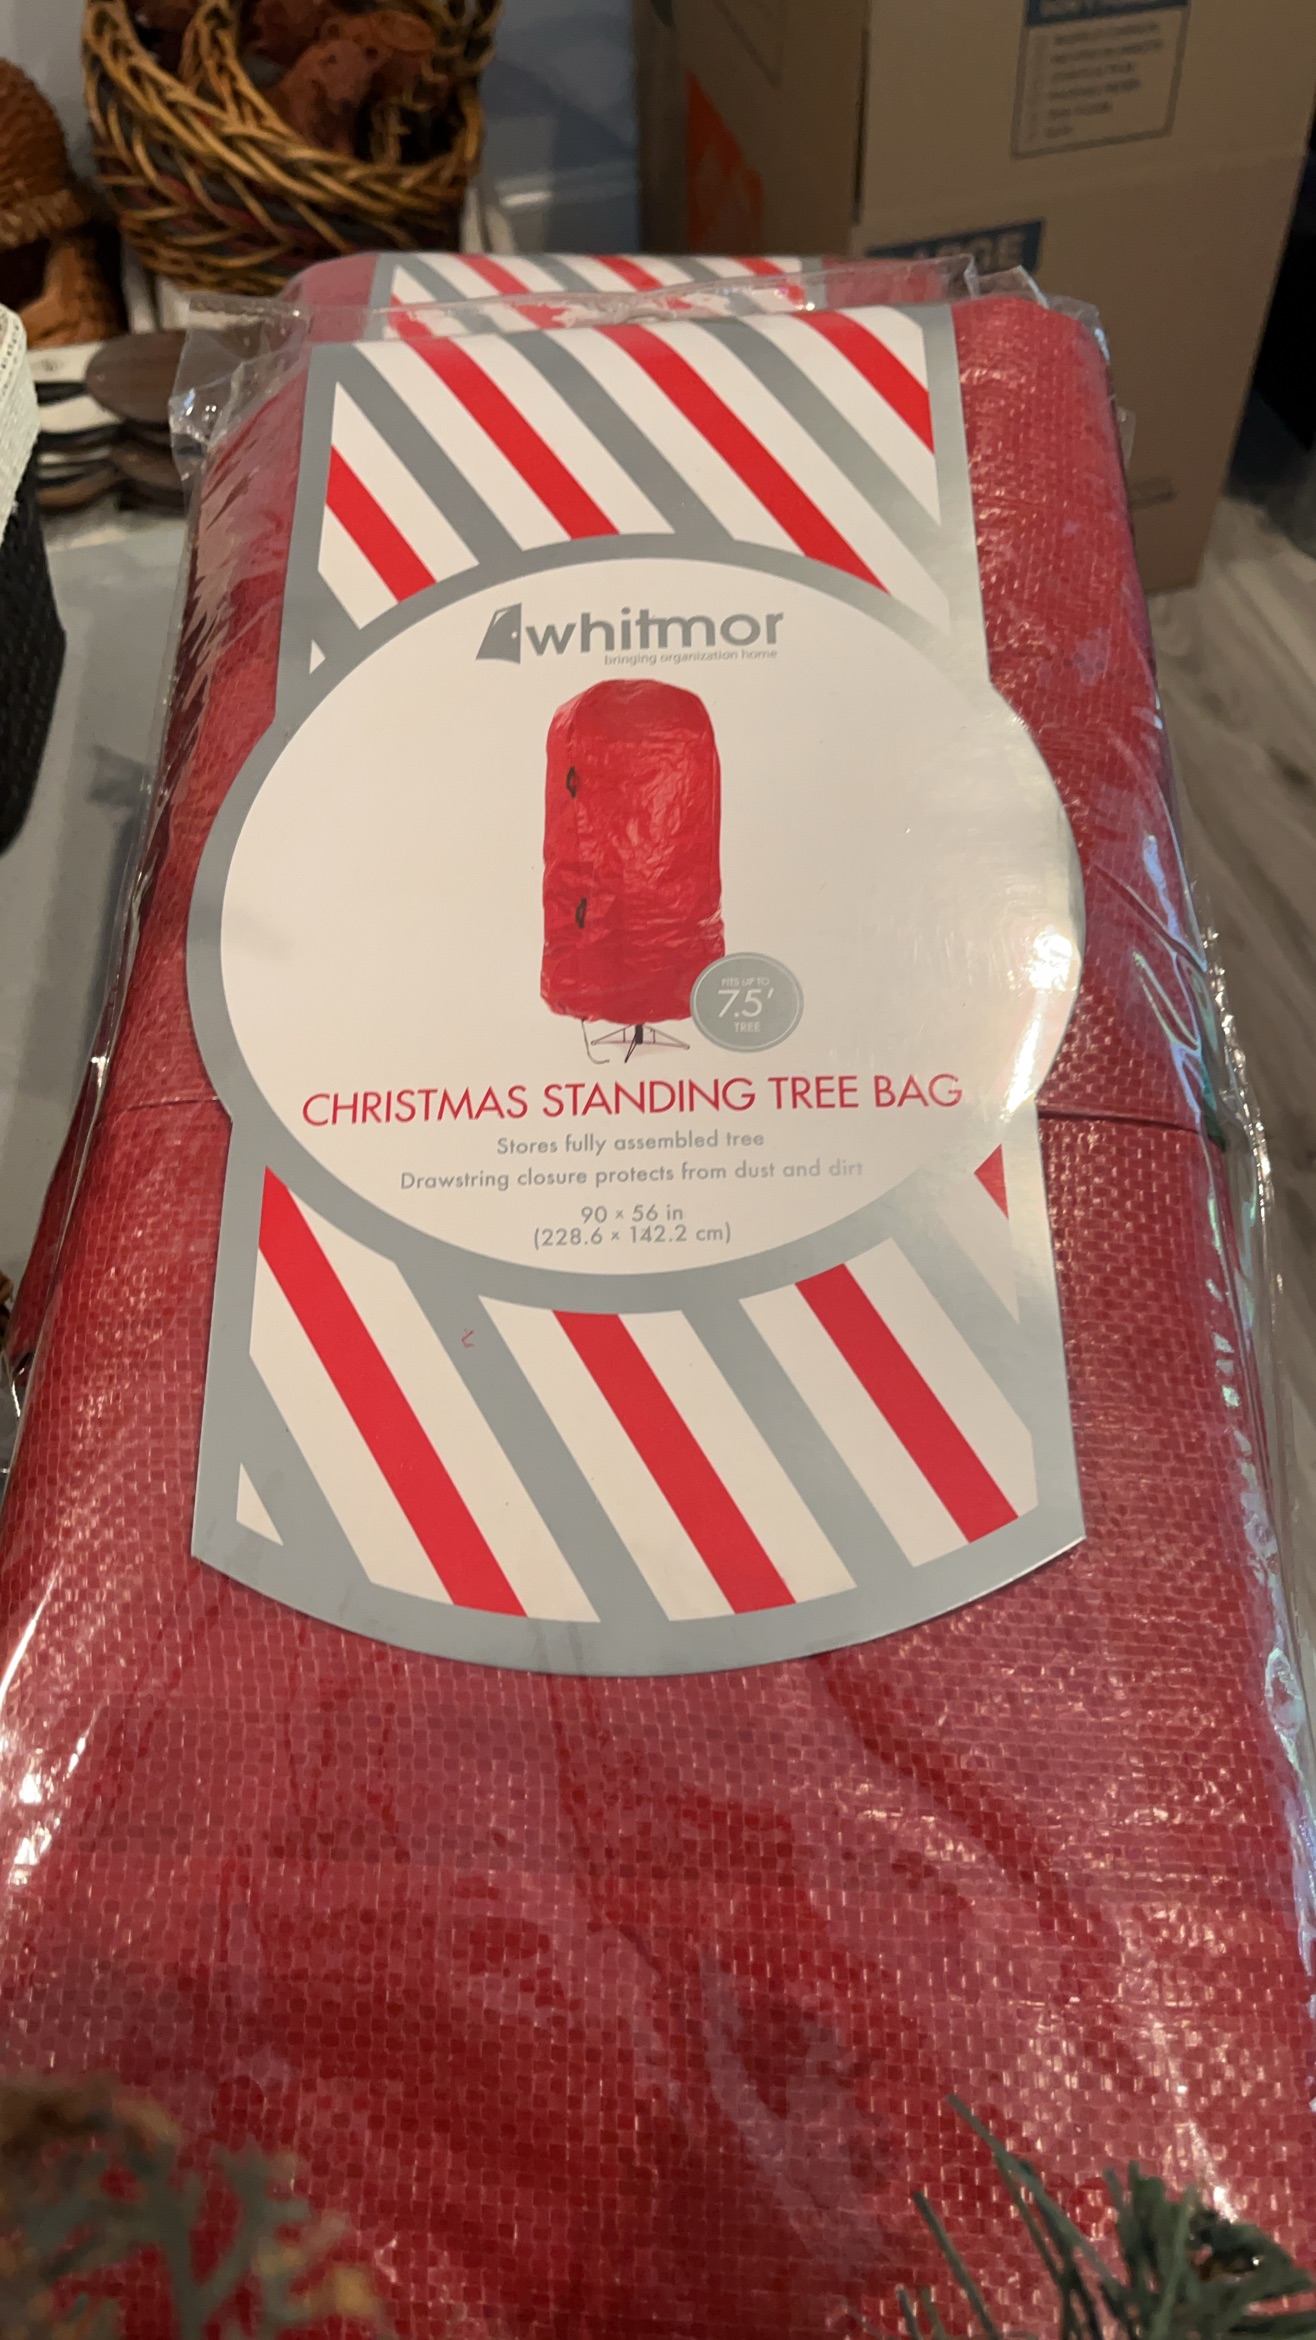 LARGE
whitmor
bringing organization home
FITS UP TO
7.5'
TREE
CHRISTMAS STANDING TREE BAG
Stores fully assembled tree
Drawstring closure protects from dust and dirt
90 × 56 in
(228.6 × 142.2 cm)